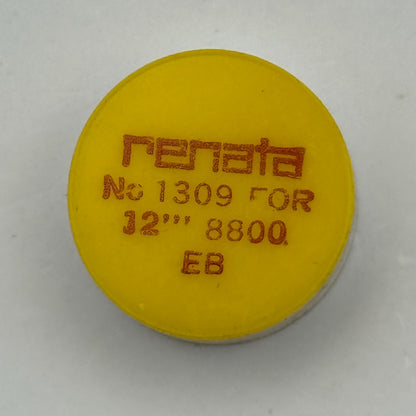 renata
No 1309 FOR
12''' 8800
EB